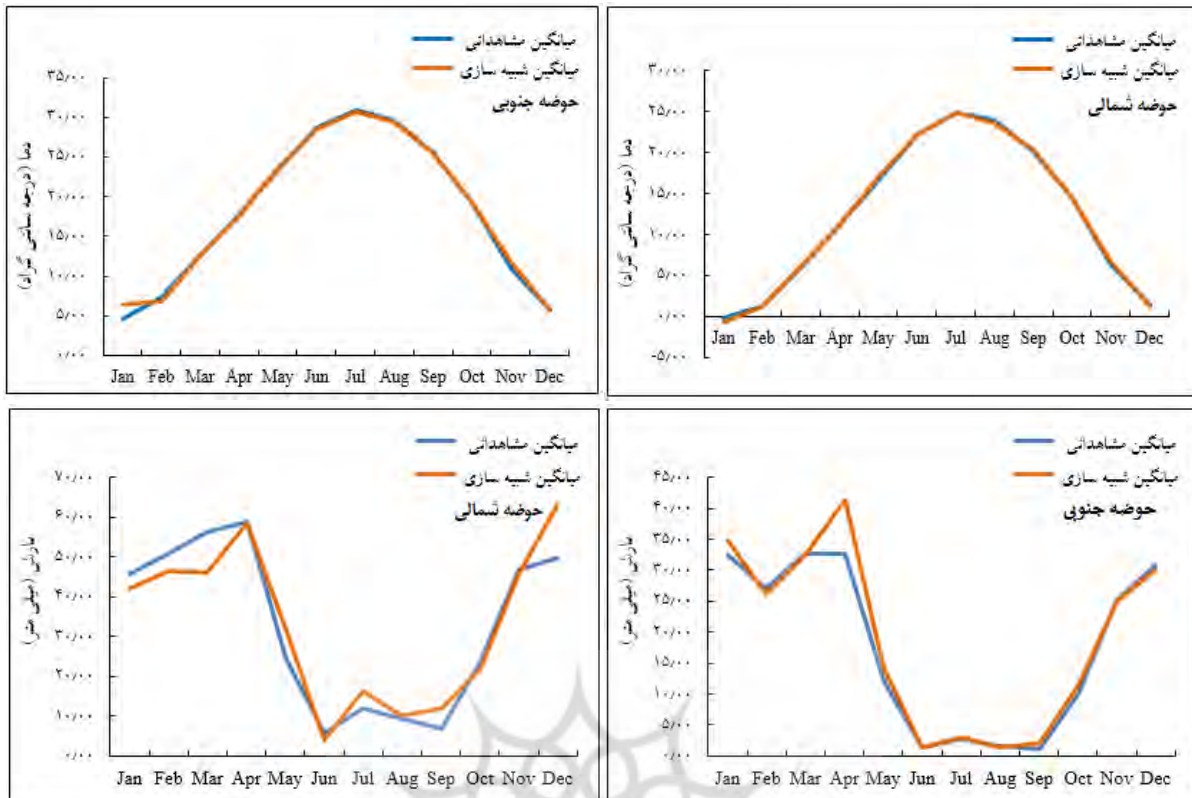 میانگین مشاهداتی
میانگین شبیه سازی
حوضه جنوبی
دما (درجه سانتی گراد)
۳۵/۰۰
۳۰/۰۰
۲۵/۰۰
۲۰/۰۰
۱۵/۰۰
۱۰/۰۰
۵/۰۰
۰/۰۰
Jan Feb Mar Apr May Jun Jul Aug Sep Oct Nov Dec
میانگین مشاهداتی
میانگین شبیه سازی
حوضه شمالی
دما (درجه سانتی گراد)
۳۰/۰۰
۲۵/۰۰
۲۰/۰۰
۱۵/۰۰
۱۰/۰۰
۵/۰۰
۰/۰۰
-۵/۰۰
Jan Feb Mar Apr May Jun Jul Aug Sep Oct Nov Dec
میانگین مشاهداتی
میانگین شبیه سازی
حوضه شمالی
بارش (میلی متر)
۷۰/۰۰
۶۰/۰۰
۵۰/۰۰
۴۰/۰۰
۳۰/۰۰
۲۰/۰۰
۱۰/۰۰
۰/۰۰
Jan Feb Mar Apr May Jun Jul Aug Sep Oct Nov Dec
میانگین مشاهداتی
میانگین شبیه سازی
حوضه جنوبی
بارش (میلی متر)
۴۵/۰۰
۴۰/۰۰
۳۵/۰۰
۳۰/۰۰
۲۵/۰۰
۲۰/۰۰
۱۵/۰۰
۱۰/۰۰
۵/۰۰
۰/۰۰
Jan Feb Mar Apr May Jun Jul Aug Sep Oct Nov Dec